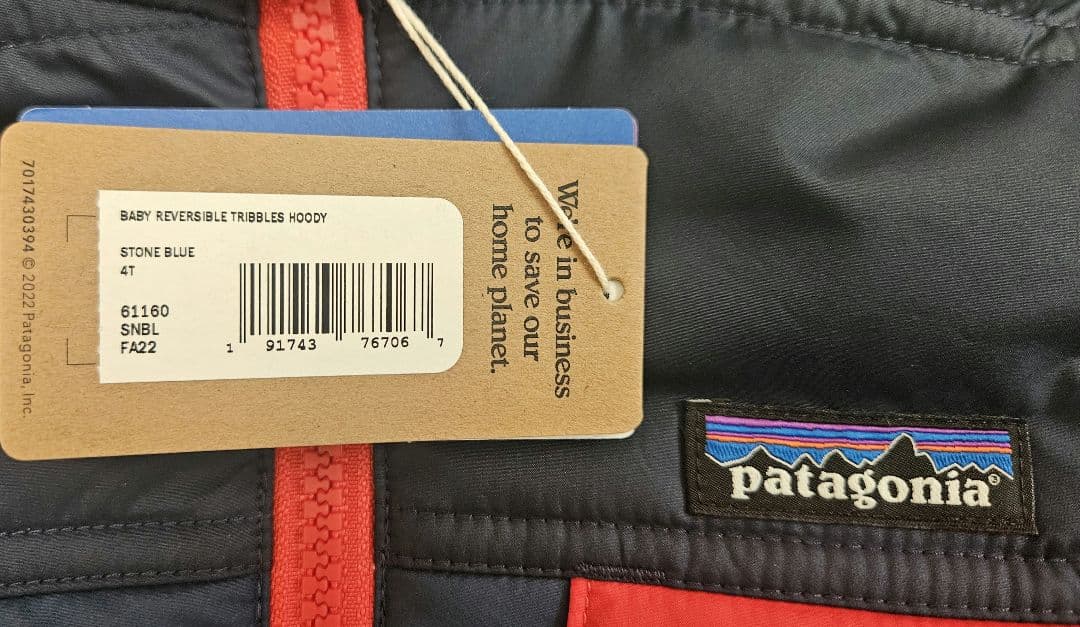 BABY REVERSIBLE TRIBBLES HOODY
STONE BLUE
4T
61160
SNBL
FA22
1 91743 76706 7
7017430394 © 2022 Patagonia, Inc.
We're in business
to save our
home planet.
patagonia®